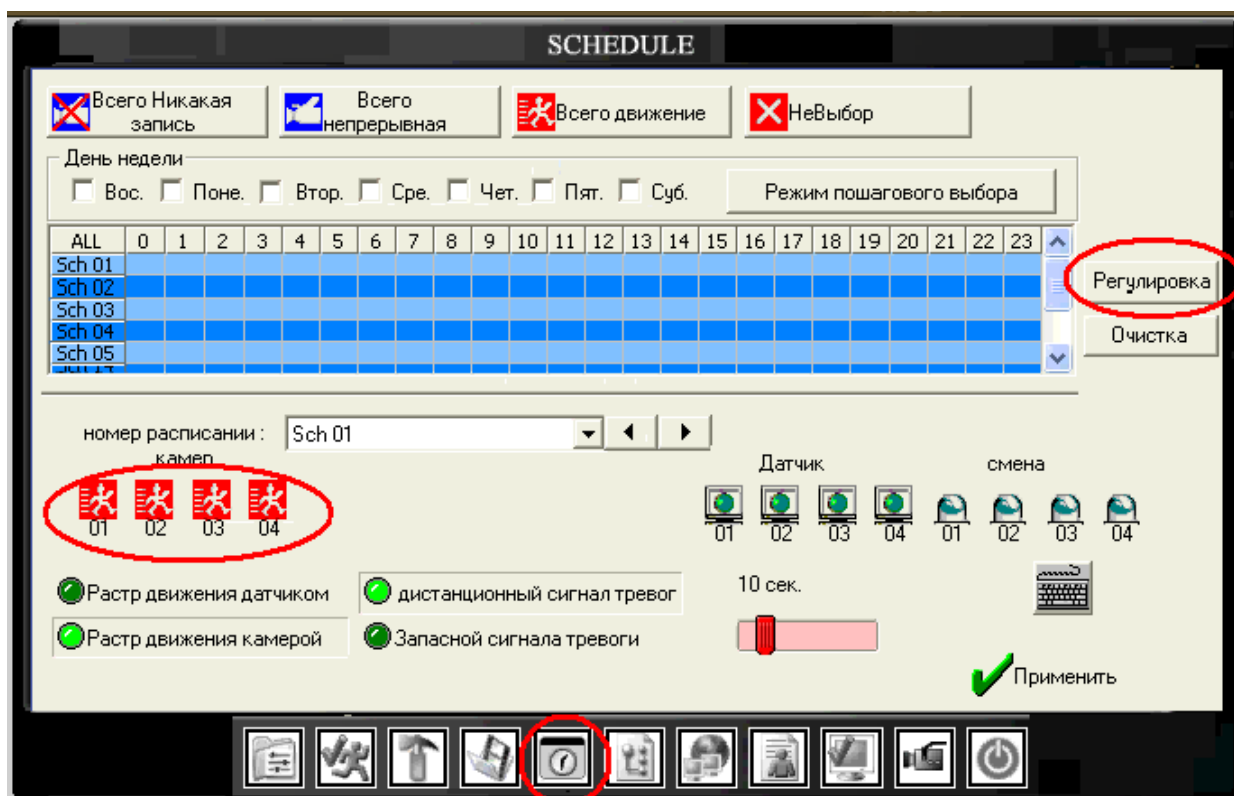 SCHEDULE
Всего Никакая запись
Всего непрерывная
Всего движение
НеВыбор
День недели
Вос. Поне. Втор. Сре. Чет. Пят. Суб.
Режим пошагового выбора
ALL 0 1 2 3 4 5 6 7 8 9 10 11 12 13 14 15 16 17 18 19 20 21 22 23
Sch 01
Sch 02
Sch 03
Sch 04
Sch 05
Регулировка
Очистка
номер расписании : Sch 01
камер
01 02 03 04
Датчик
01 02 03 04
смена
01 02 03 04
Растр движения датчиком
дистанционный сигнал тревог
10 сек.
Растр движения камерой
Запасной сигнала тревоги
Применить